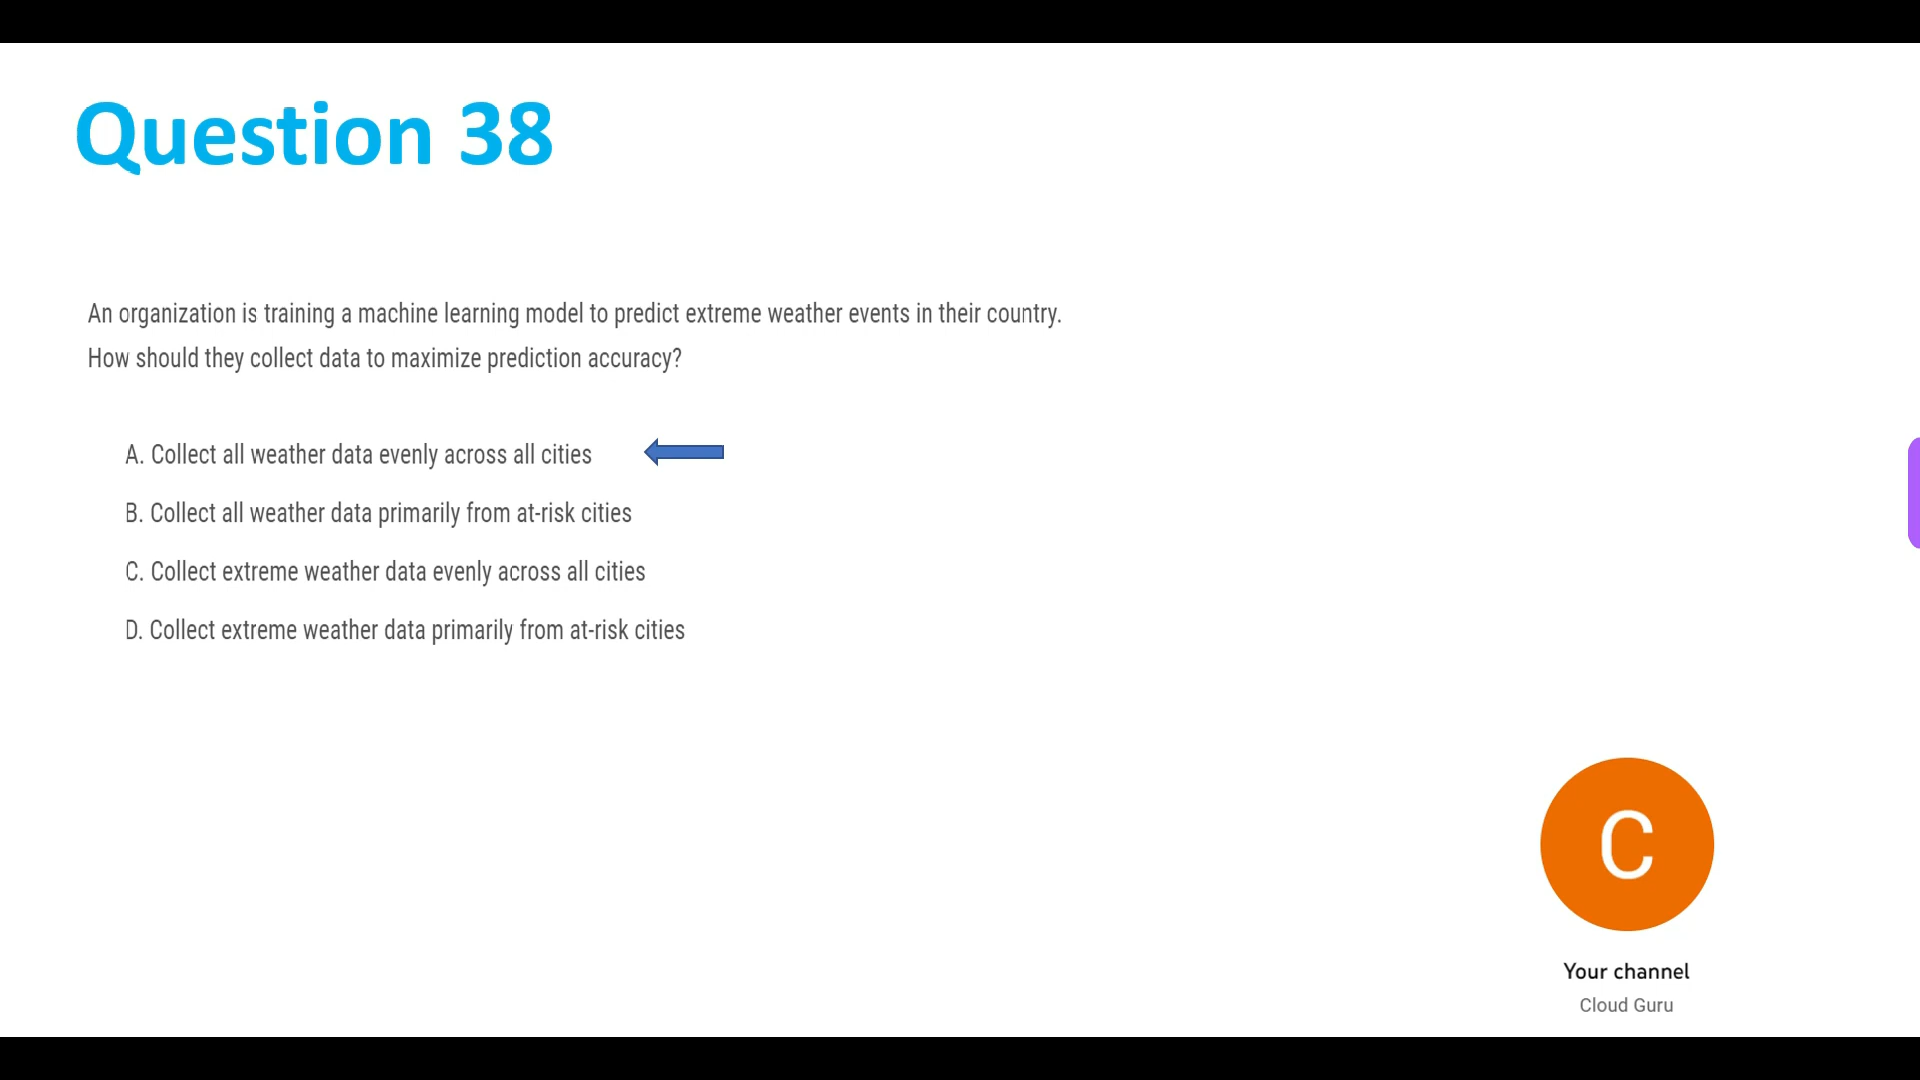 Question 38
An organization is training a machine learning model to predict extreme weather events in their country.
How should they collect data to maximize prediction accuracy?
A. Collect all weather data evenly across all cities
B. Collect all weather data primarily from at-risk cities
C. Collect extreme weather data evenly across all cities
D. Collect extreme weather data primarily from at-risk cities
C
Your channel
Cloud Guru